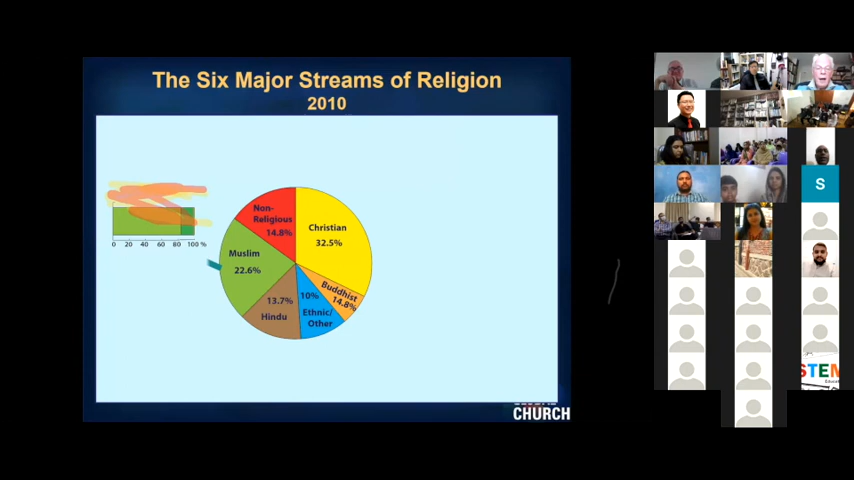 The Six Major Streams of Religion
2010
Non-
Religious
14.8%
Christian
32.5%
Muslim
22.6%
Buddhist
14.8%
13.7%
Hindu
10%
Ethnic/
Other
0 20 40 60 80 100 %
CHURCH
S
STEM